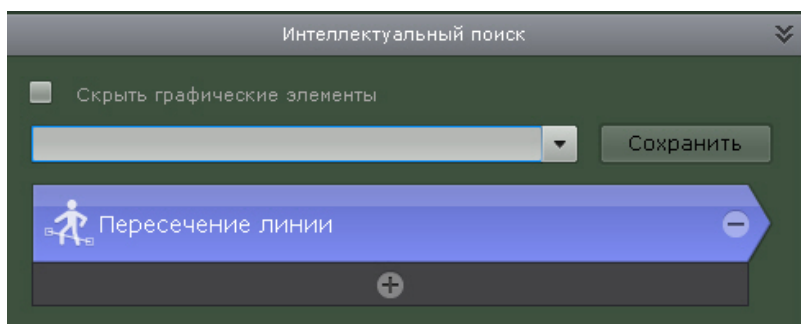 Интеллектуальный поиск
Скрыть графические элементы
Сохранить
Пересечение линии